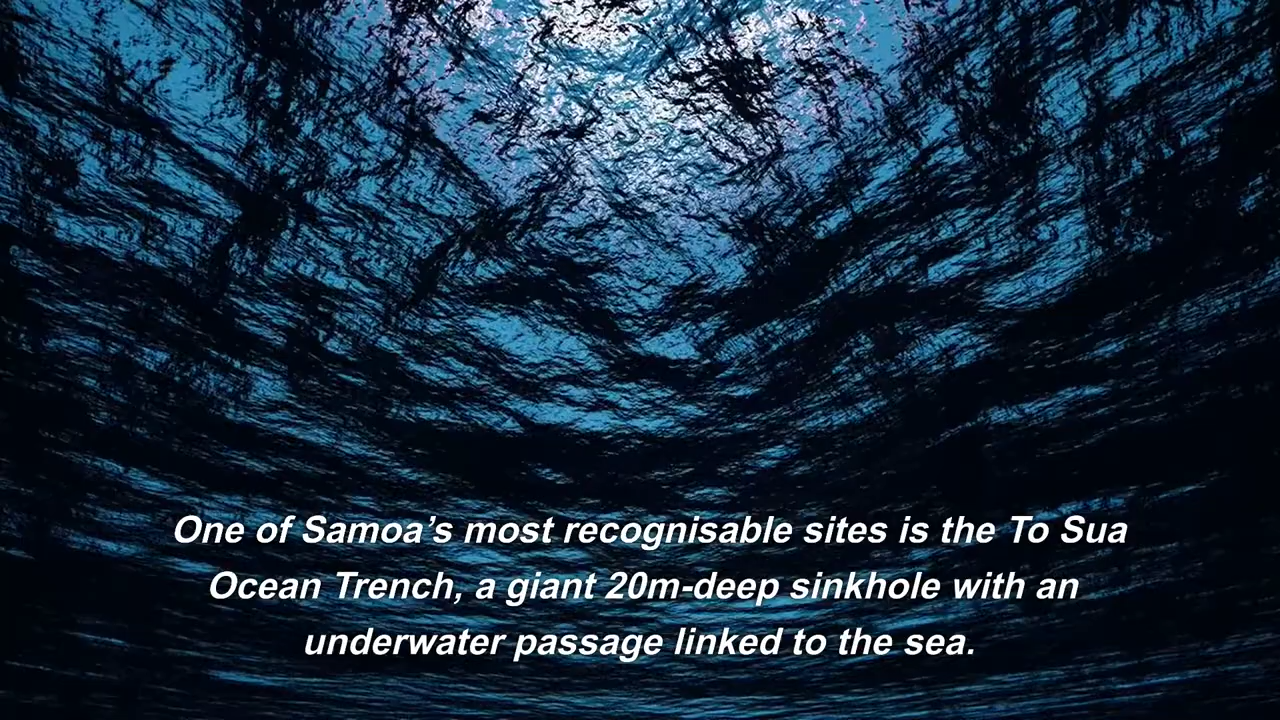 One of Samoa’s most recognisable sites is the To Sua
Ocean Trench, a giant 20m-deep sinkhole with an
underwater passage linked to the sea.